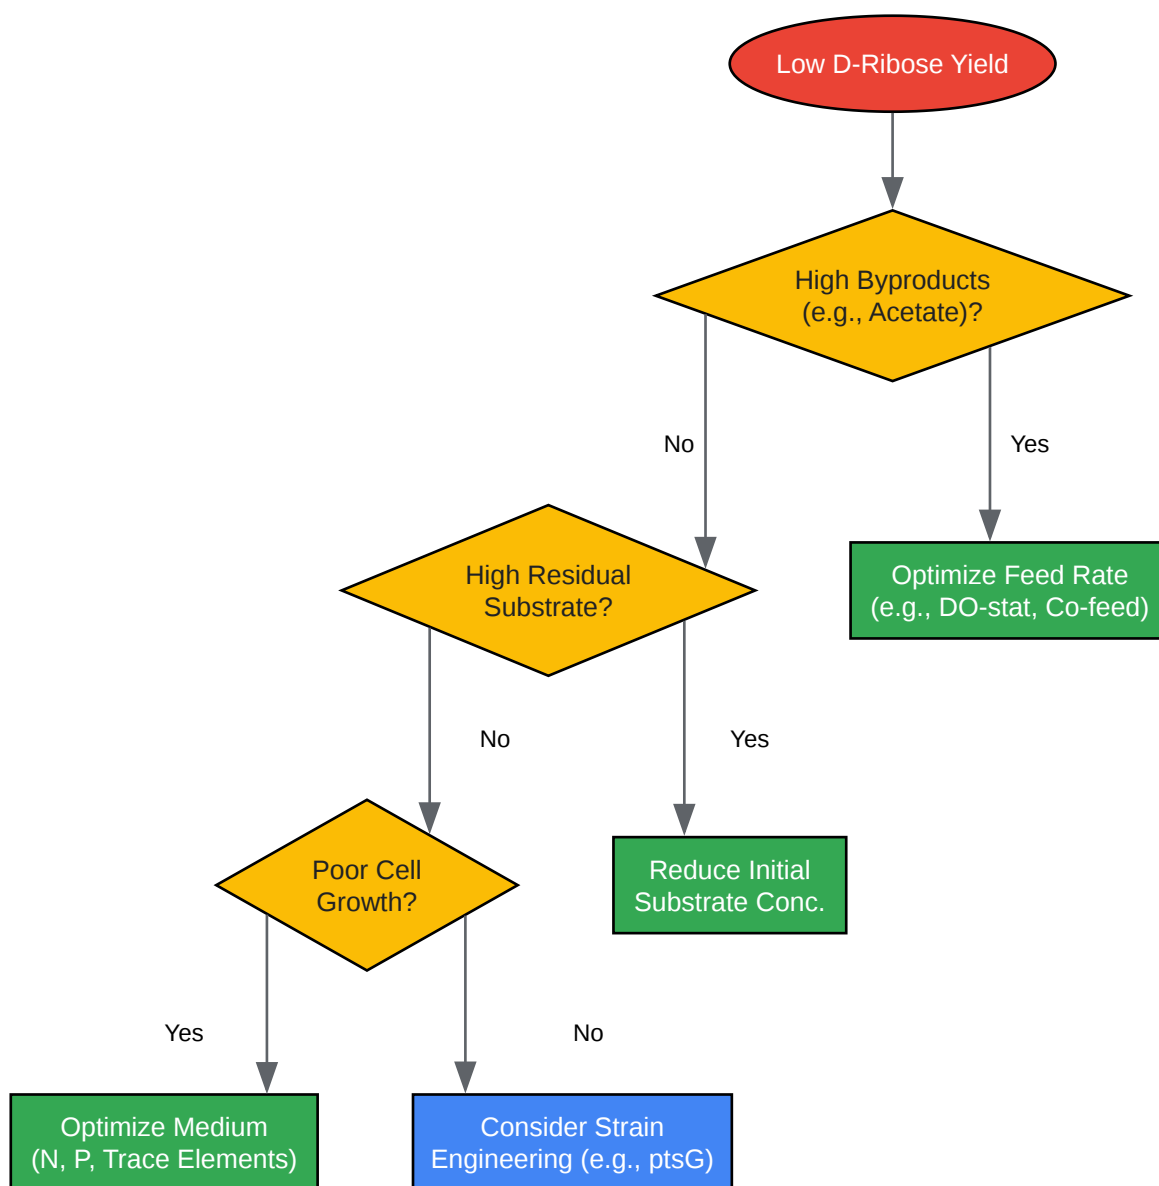 Low D-Ribose Yield
High Byproducts
(e.g., Acetate)?
No
Yes
High Residual
Substrate?
Optimize Feed Rate
(e.g., DO-stat, Co-feed)
No
Yes
Poor Cell
Growth?
Reduce Initial
Substrate Conc.
Yes
No
Optimize Medium
(N, P, Trace Elements)
Consider Strain
Engineering (e.g., ptsG)